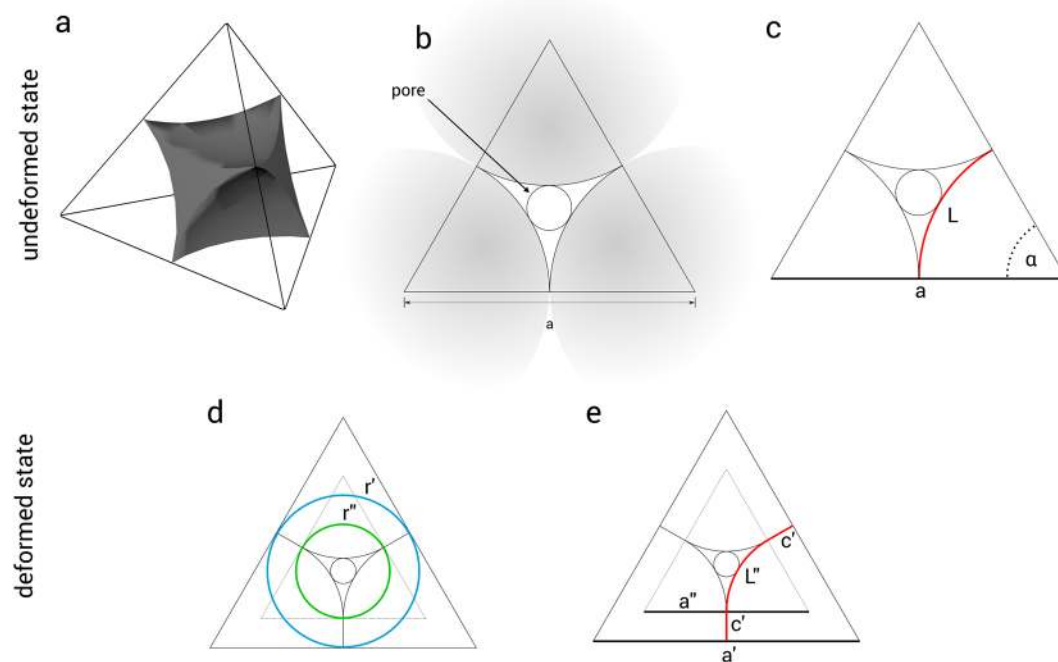 undeformed state
a
b
pore
a
c
L
α
a
deformed state
d
r'
r"
e
c'
L"
a"
c'
a'